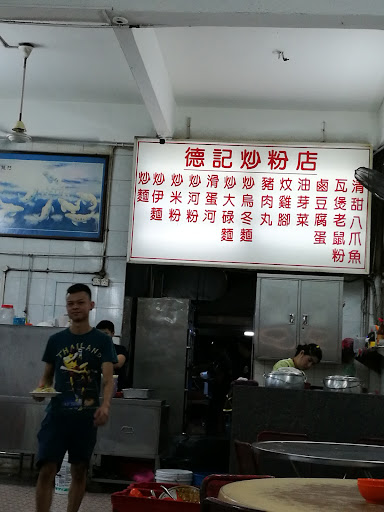 德記炒粉店
炒麵
炒伊麵
炒米粉
炒河粉
滑蛋河
炒大碌麵
炒烏冬麵
豬肉丸
炆雞腳
油芽菜
鹵豆腐蛋
瓦煲老鼠粉
清甜八爪魚
THAILAND